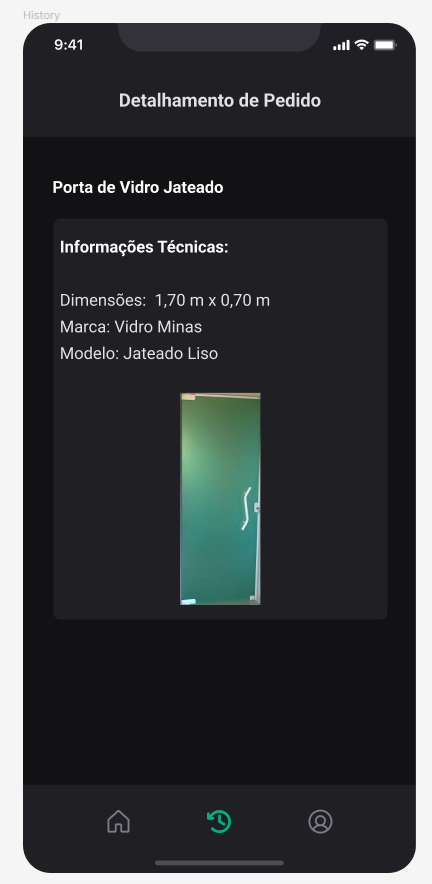 History
9:41
Detalhamento de Pedido
Porta de Vidro Jateado
Informações Técnicas:
Dimensões:  1,70 m x 0,70 m
Marca: Vidro Minas
Modelo: Jateado Liso